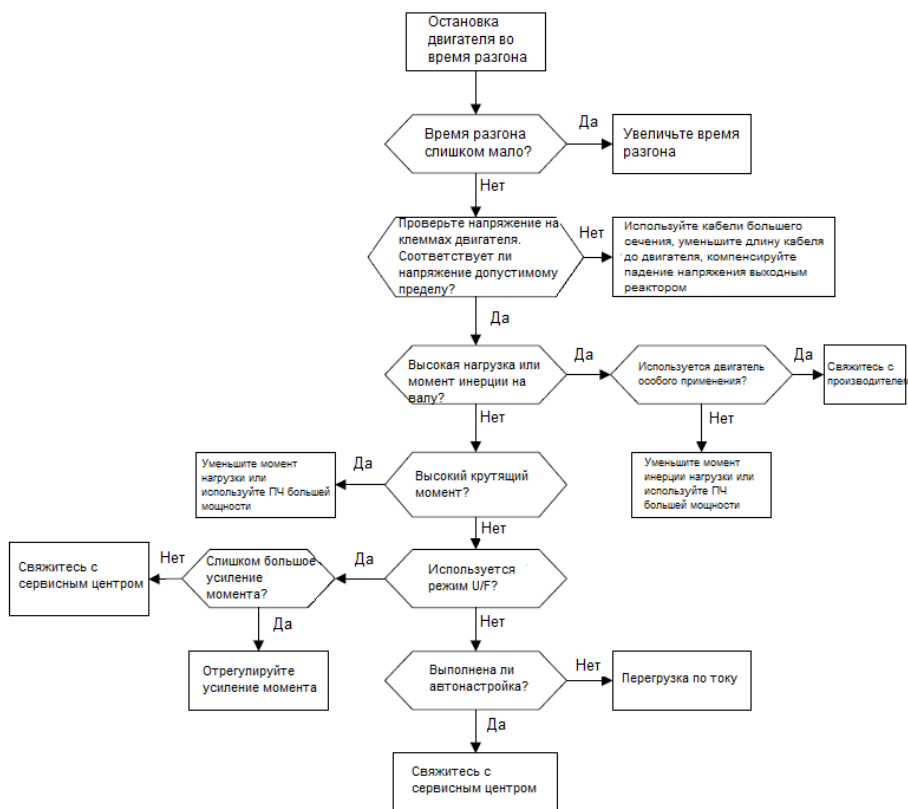 Остановка
двигателя во
время разгона
Время разгона
слишком мало?
Да
Увеличьте время
разгона
Нет
Проверьте напряжение на
клеммах двигателя.
Соответствует ли
напряжение допустимому
пределу?
Нет
Используйте кабели большего
сечения, уменьшите длину кабеля
до двигателя, компенсируйте
падение напряжения выходным
реактором
Да
Высокая нагрузка или
момент инерции на
валу?
Да
Используется двигатель
особого применения?
Да
Свяжитесь с
производителем
Нет
Нет
Уменьшите момент
инерции нагрузки или
используйте ПЧ
большей мощности
Высокий крутящий
момент?
Да
Уменьшите момент
нагрузки или
используйте ПЧ большей
мощности
Нет
Используется
режим U/F?
Да
Слишком большое
усиление
момента?
Нет
Свяжитесь с
сервисным центром
Да
Отрегулируйте
усиление момента
Нет
Выполнена ли
автонастройка?
Нет
Перегрузка по току
Да
Свяжитесь с
сервисным центром